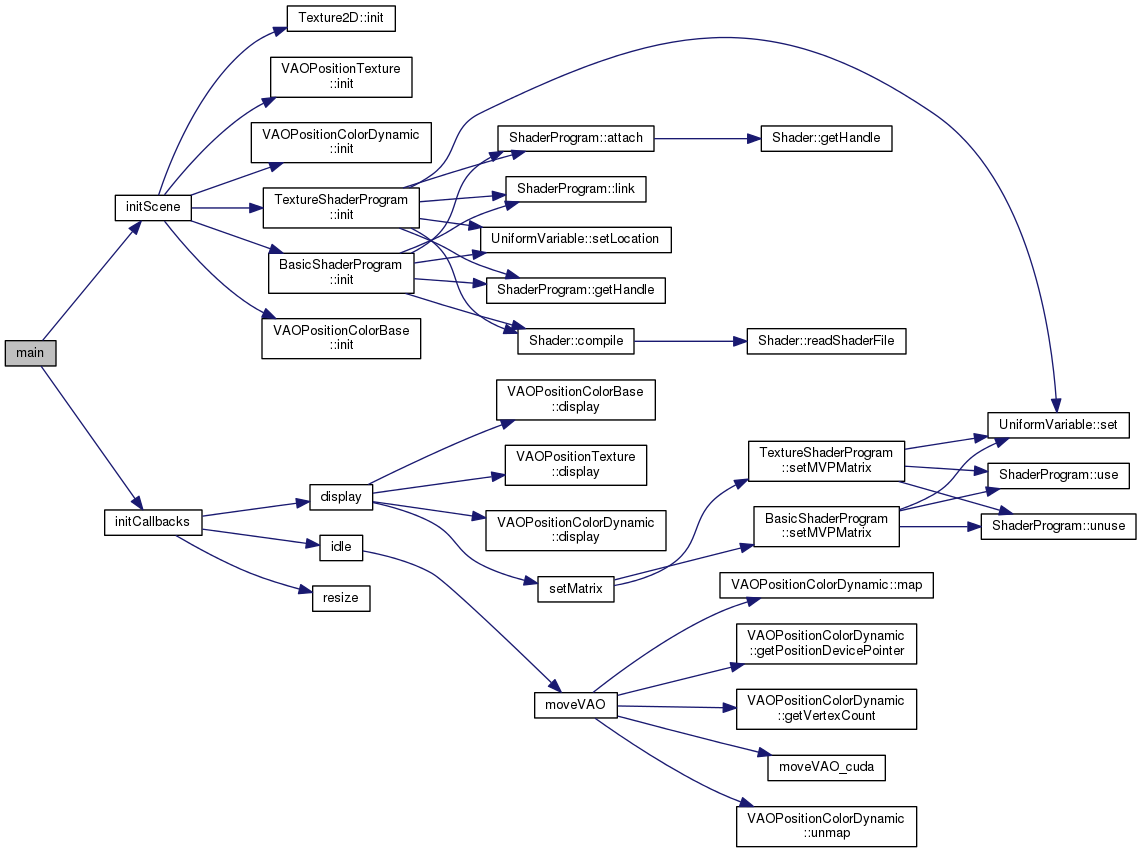 Texture2D::init
VAOPositionTexture
::init
VAOPositionColorDynamic
::init
ShaderProgram::attach
Shader::getHandle
initScene
TextureShaderProgram
::init
ShaderProgram::link
UniformVariable::setLocation
BasicShaderProgram
::init
ShaderProgram::getHandle
VAOPositionColorBase
::init
Shader::compile
Shader::readShaderFile
main
VAOPositionColorBase
::display
UniformVariable::set
VAOPositionTexture
::display
TextureShaderProgram
::setMVPMatrix
ShaderProgram::use
display
initCallbacks
VAOPositionColorDynamic
::display
BasicShaderProgram
::setMVPMatrix
ShaderProgram::unuse
idle
setMatrix
resize
VAOPositionColorDynamic::map
VAOPositionColorDynamic
::getPositionDevicePointer
moveVAO
VAOPositionColorDynamic
::getVertexCount
moveVAO_cuda
VAOPositionColorDynamic
::unmap